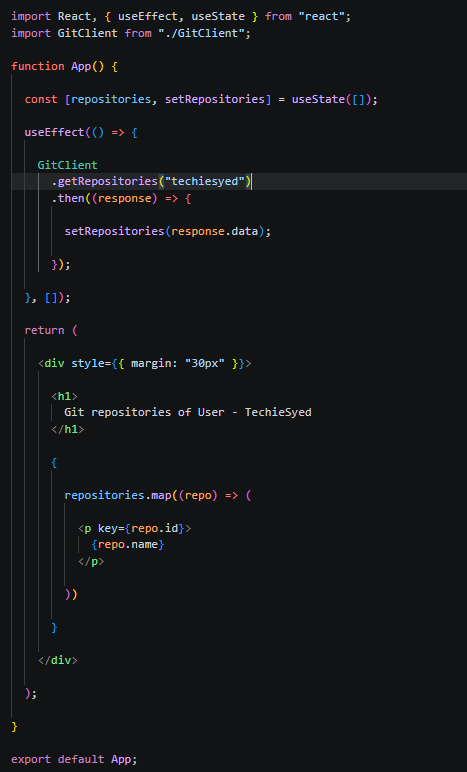 import React, { useEffect, useState } from "react";
import GitClient from "./GitClient";
function App() {
const [repositories, setRepositories] = useState([]);
useEffect(() => {
GitClient
.getRepositories("techiesyed")
.then((response) => {
setRepositories(response.data);
});
}, []);
return (
<div style={{ margin: "30px" }}>
<h1>
Git repositories of User - TechieSyed
</h1>
{
repositories.map((repo) => (
<p key={repo.id}>
{repo.name}
</p>
))
}
</div>
);
}
export default App;